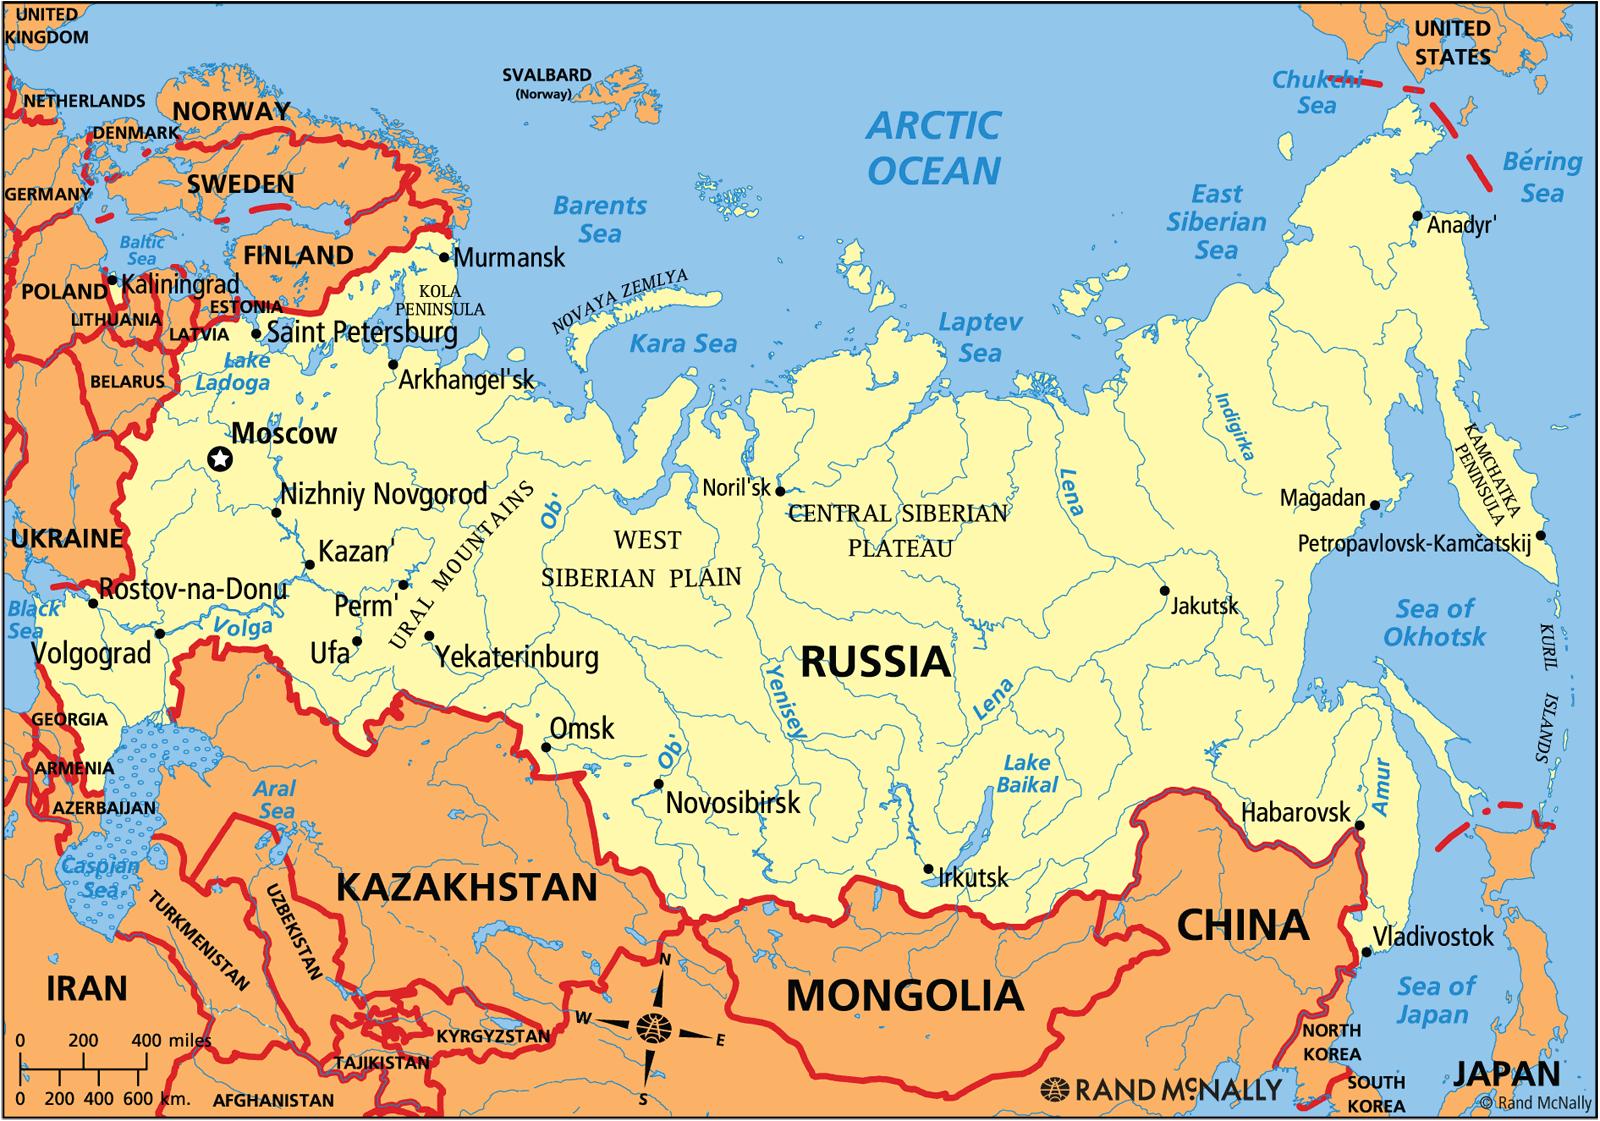 UNITED
KINGDOM
UNITED
STATES
SVALBARD
(Norway)
Chukchi
Sea
NETHERLANDS
NORWAY
DENMARK
ARCTIC
OCEAN
Béring
Sea
GERMANY
SWEDEN
Barents
Sea
East
Siberian
Sea
Anadyr'
Baltic
Sea
FINLAND
Murmansk
POLAND
Kaliningrad
KOLA
PENINSULA
NOVAYA ZEMLYA
ESTONIA
LITHUANIA
LATVIA
Saint Petersburg
Kara Sea
Laptev
Sea
Lake
Ladoga
BELARUS
Arkhangel'sk
Indigirka
Moscow
KAMCHATKA
PENINSULA
Nizhniy Novgorod
Ob'
Noril'sk
Lena
Magadan
CENTRAL SIBERIAN
PLATEAU
UKRAINE
WEST
SIBERIAN PLAIN
Petropavlovsk-Kamčatskij
Kazan'
URAL MOUNTAINS
Rostov-na-Donu
Perm'
Jakutsk
Black
Sea
Volga
Sea of
Okhotsk
Volgograd
Ufa
Yekaterinburg
RUSSIA
KURIL ISLANDS
Yenisey
Lena
GEORGIA
Omsk
Ob'
ARMENIA
Lake
Baikal
Amur
AZERBAIJAN
Aral
Sea
Novosibirsk
Habarovsk
Caspian
Sea
KAZAKHSTAN
Irkutsk
TURKMENISTAN
UZBEKISTAN
CHINA
Vladivostok
IRAN
MONGOLIA
Sea of
Japan
N
W
E
S
KYRGYZSTAN
NORTH
KOREA
TAJIKISTAN
JAPAN
SOUTH
KOREA
AFGHANISTAN
0 200 400 miles
0 200 400 600 km.
RAND MCNALLY
© Rand McNally